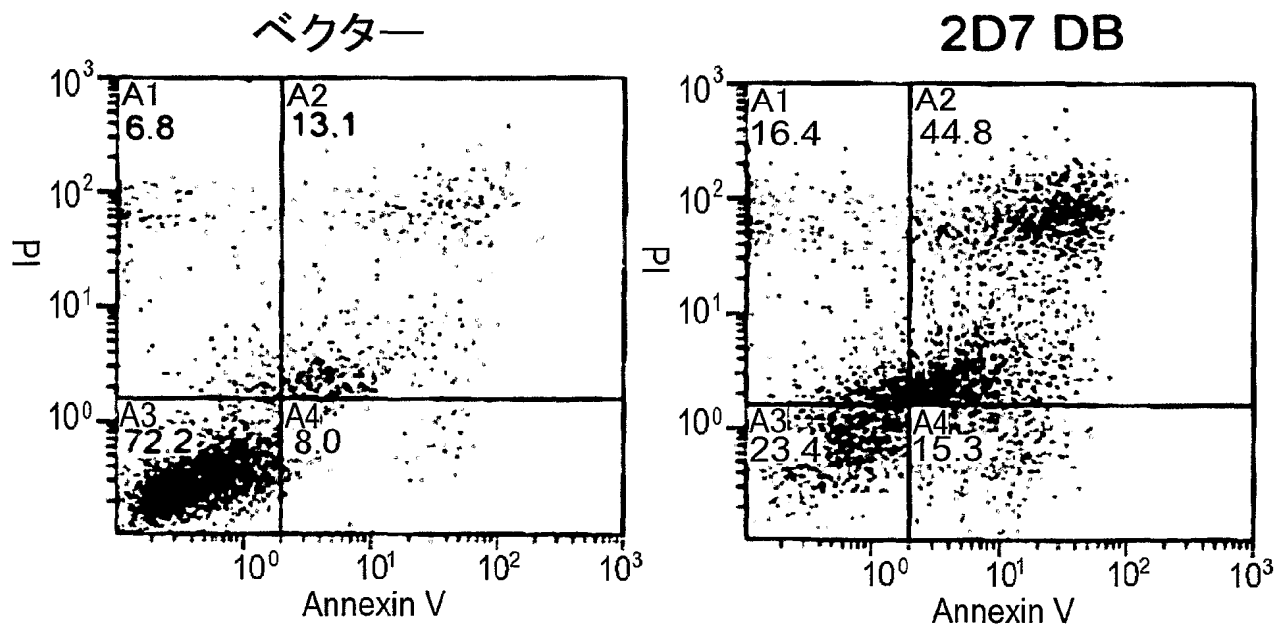 ベクター
10³
10²
10¹
10⁰
PI
A1
6.8
A2
13.1
A3
72.2
A4
8.0
10⁰ 10¹ 10² 10³
Annexin V
2D7 DB
10³
10²
10¹
10⁰
PI
A1
16.4
A2
44.8
A3
23.4
A4
15.3
10⁰ 10¹ 10² 10³
Annexin V